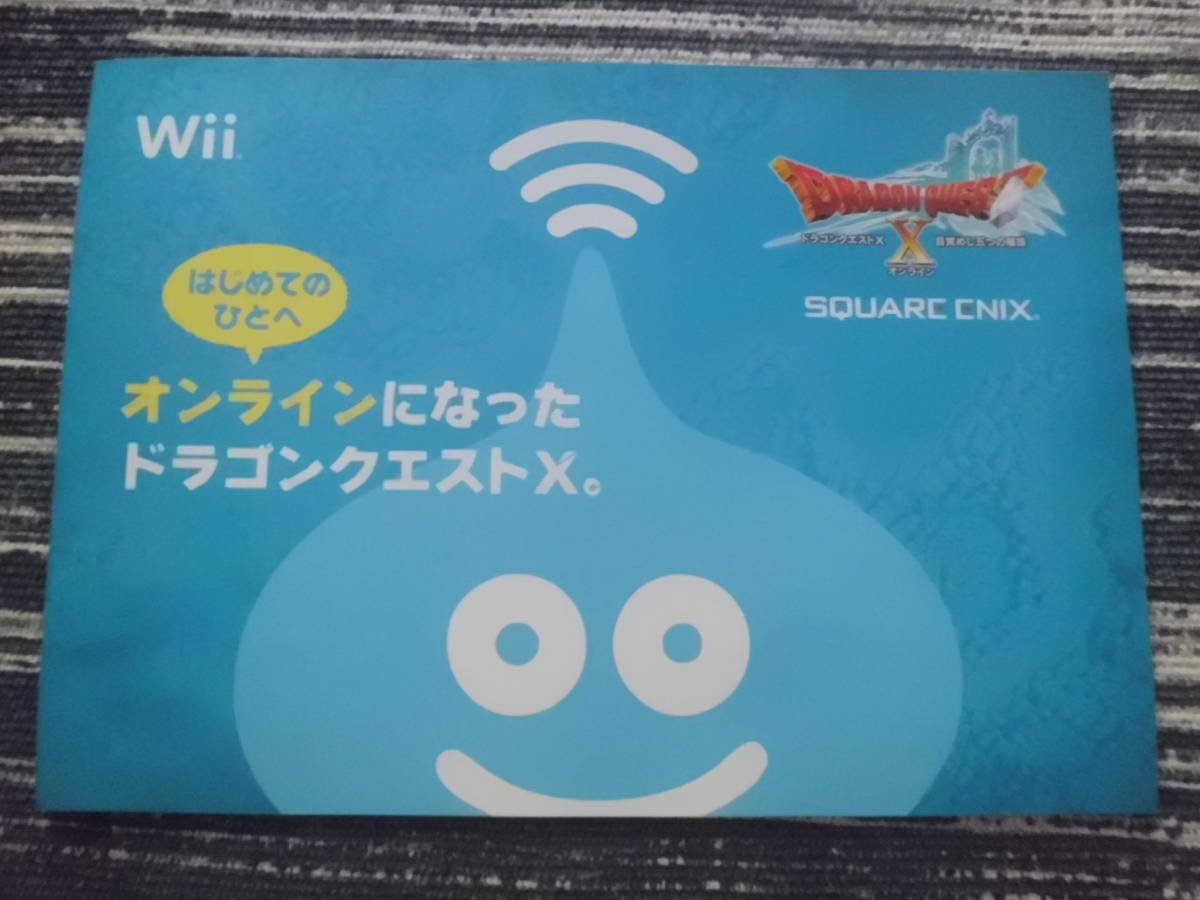 Wii
DRAGON QUEST
ドラゴンクエストX 目覚めし五つの種族
X
オンライン
SQUARE ENIX
はじめての
ひとへ
オンラインになった
ドラゴンクエストX。